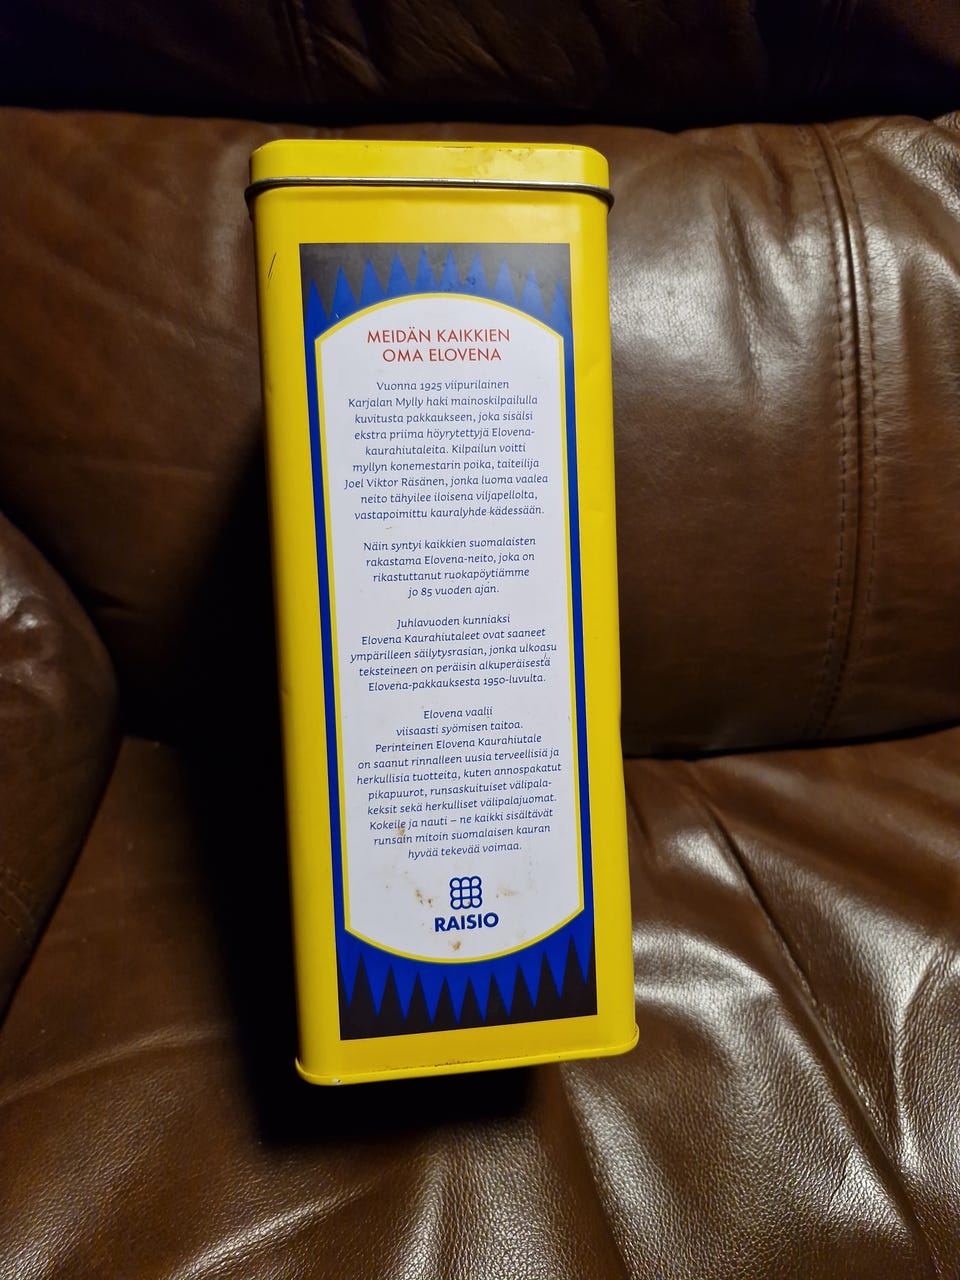 MEIDÄN KAIKKIEN
OMA ELOVENA
Vuonna 1925 viipurilainen
Karjalan Mylly haki mainoskilpailulla
kuvitusta pakkaukseen, joka sisälsi
ekstra priima höyrytettyjä Elovena-
kaurahiutaleita. Kilpailun voitti
myllyn konemestarin poika, taiteilija
Joel Viktor Räsänen, jonka luoma vaalea
neito tähyilee iloisena viljapellolta,
vastapoimittu kauralyhde kädessään.
Näin syntyi kaikkien suomalaisten
rakastama Elovena-neito, joka on
rikastuttanut ruokapöytiämme
jo 85 vuoden ajan.
Juhlavuoden kunniaksi
Elovena Kaurahiutaleet ovat saaneet
ympärilleen säilytysrasian, jonka ulkoasu
teksteineen on peräisin alkuperäisestä
Elovena-pakkauksesta 1950-luvulta.
Elovena vaalii
viisaasti syömisen taitoa.
Perinteinen Elovena Kaurahiutale
on saanut rinnalleen uusia terveellisiä ja
herkullisia tuotteita, kuten annospakatut
pikapuurot, runsaskuituiset välipala-
keksit sekä herkulliset välipalajuomat.
Kokeile ja nauti – ne kaikki sisältävät
runsain mitoin suomalaisen kauran
hyvää tekevää voimaa.
RAISIO